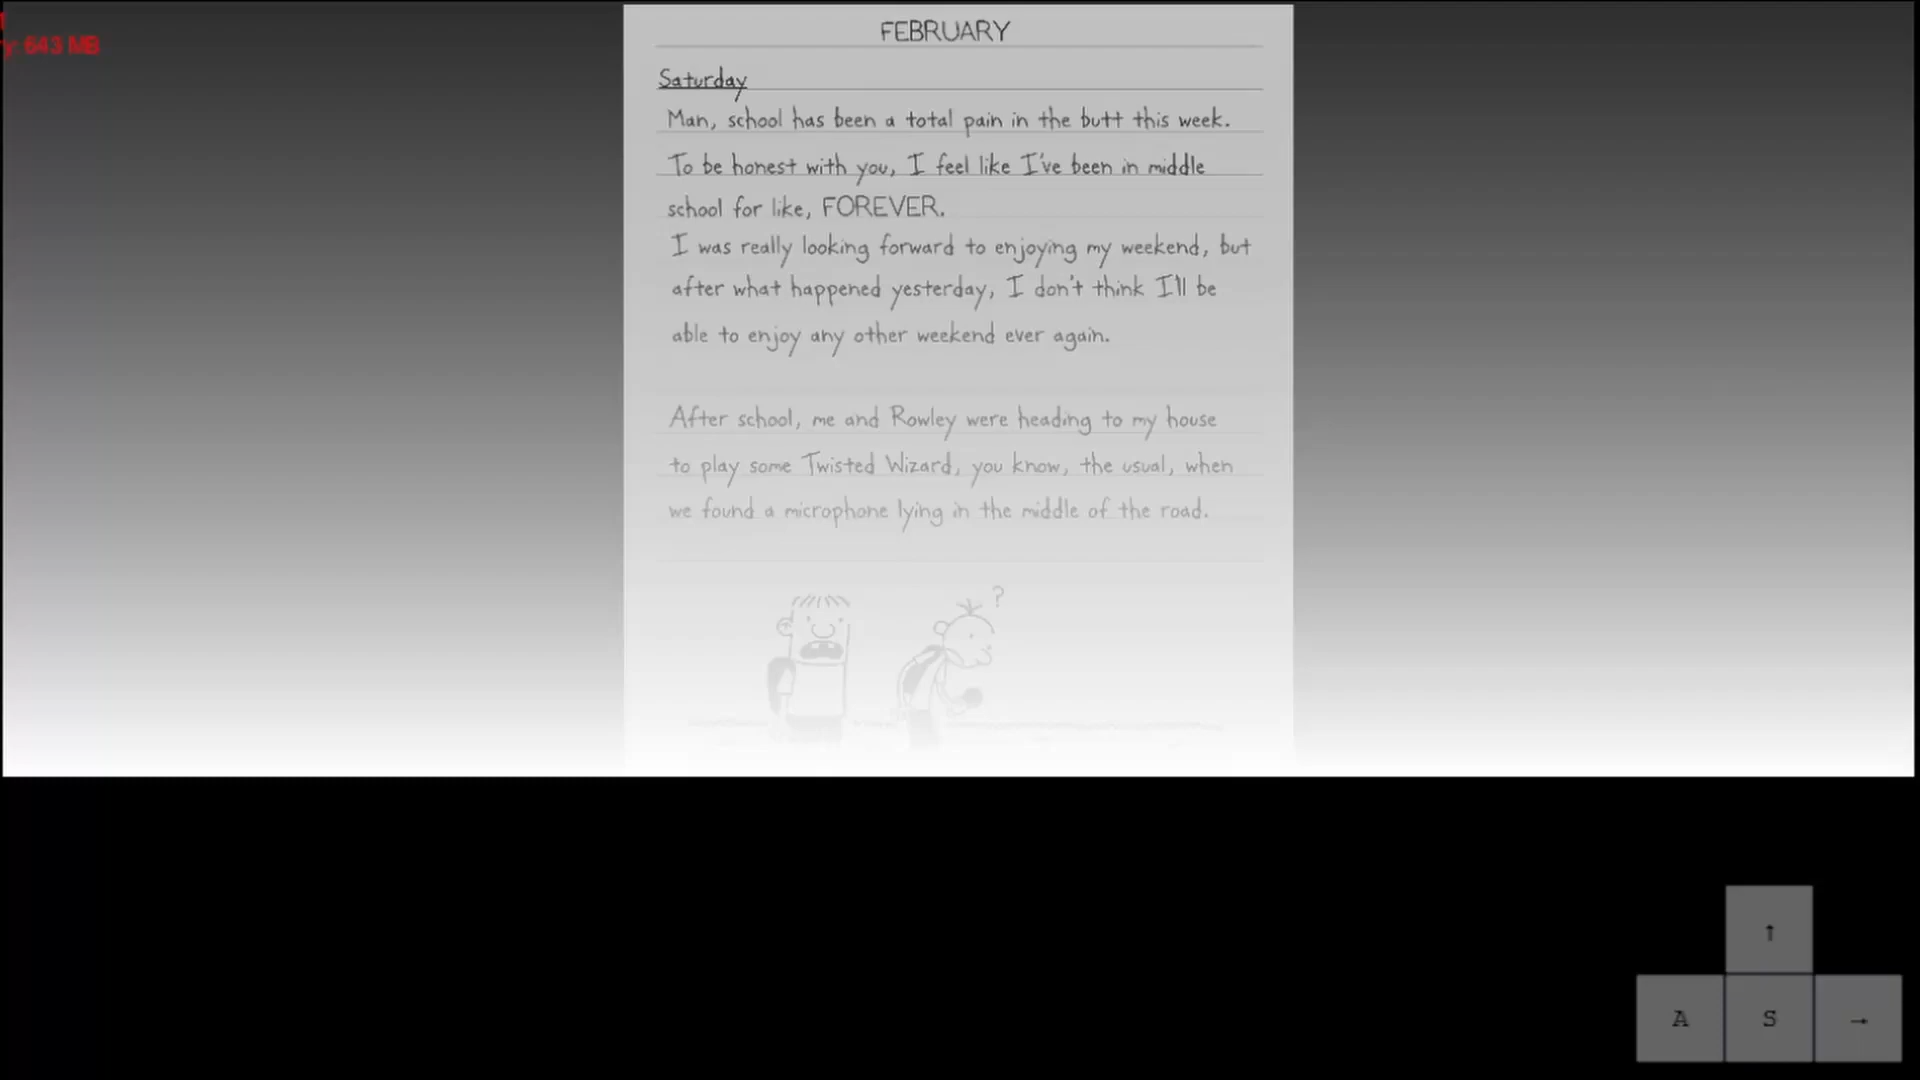 y: 643 MB
FEBRUARY
Saturday
Man, school has been a total pain in the butt this week.
To be honest with you, I feel like I've been in middle
school for like, FOREVER.
I was really looking forward to enjoying my weekend, but
after what happened yesterday, I don't think I'll be
able to enjoy any other weekend ever again.
After school, me and Rowley were heading to my house
to play some Twisted Wizard, you know, the usual, when
we found a microphone lying in the middle of the road.
?
↑
A S →